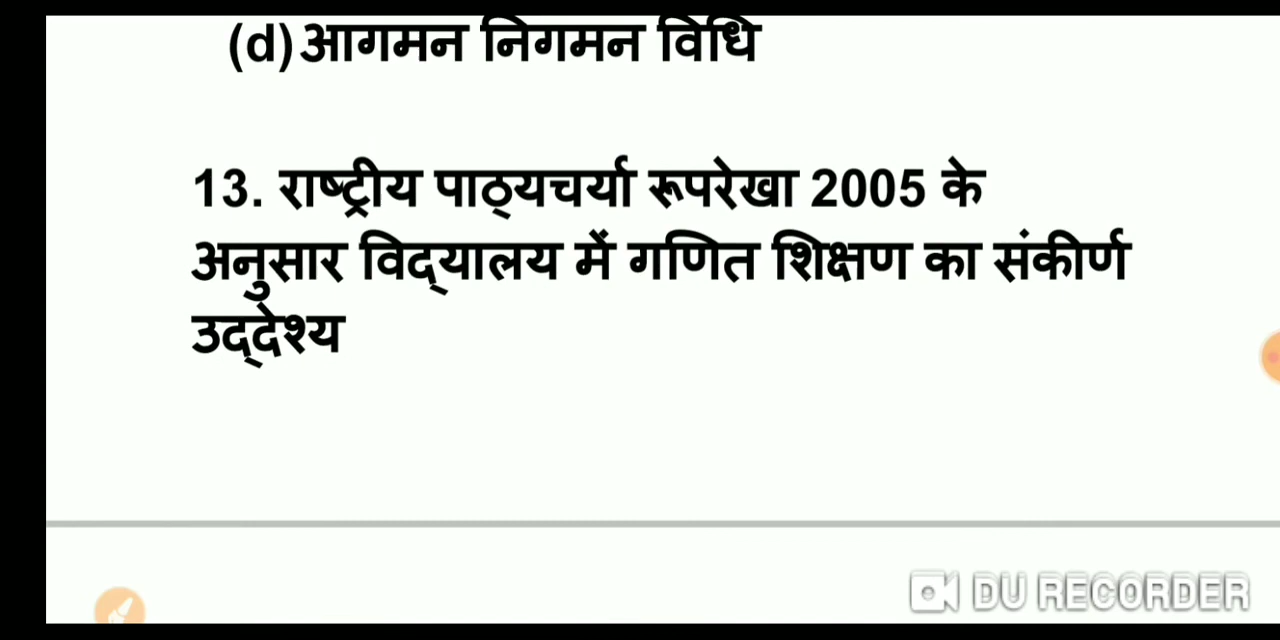 (d) आगमन निगमन विधि
13. राष्ट्रीय पाठ्यचर्या रूपरेखा 2005 के
अनुसार विद्यालय में गणित शिक्षण का संकीर्ण
उद्देश्य
DU RECORDER